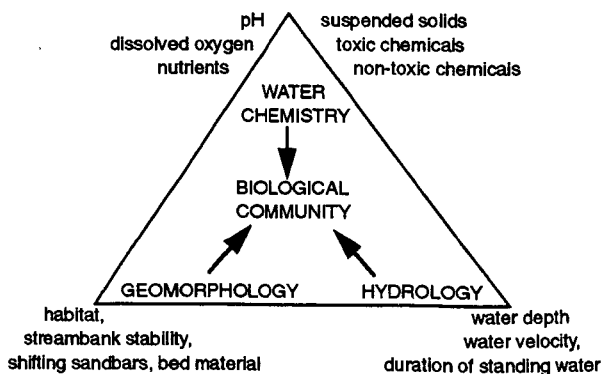 pH
dissolved oxygen
nutrients
suspended solids
toxic chemicals
non-toxic chemicals
WATER
CHEMISTRY
BIOLOGICAL
COMMUNITY
GEOMORPHOLOGY
HYDROLOGY
habitat,
streambank stability,
shifting sandbars, bed material
water depth
water velocity,
duration of standing water